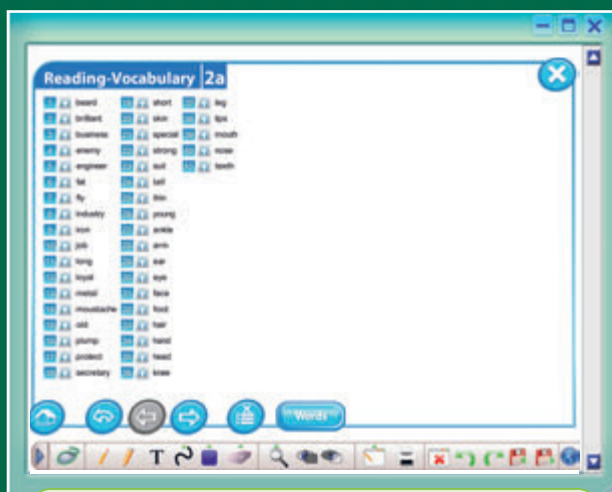 Reading-Vocabulary 2a
beard
brilliant
business
enemy
engineer
fat
fly
industry
iron
job
long
loyal
metal
moustache
old
plump
protect
secretary
short
skin
special
strong
suit
tall
thin
young
ankle
arm
ear
eye
face
foot
hair
hand
head
knee
leg
lips
mouth
nose
teeth
Words
T